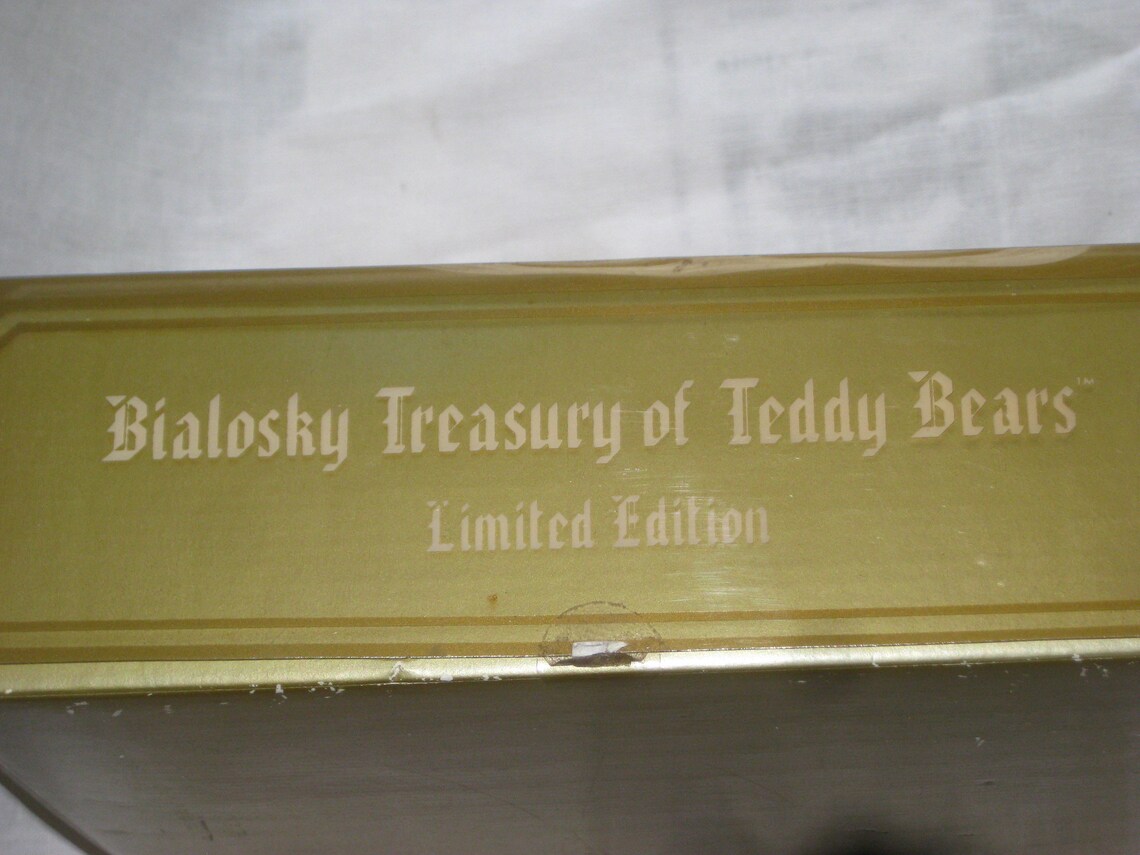 Bialosky Treasury of Teddy Bears™
Limited Edition